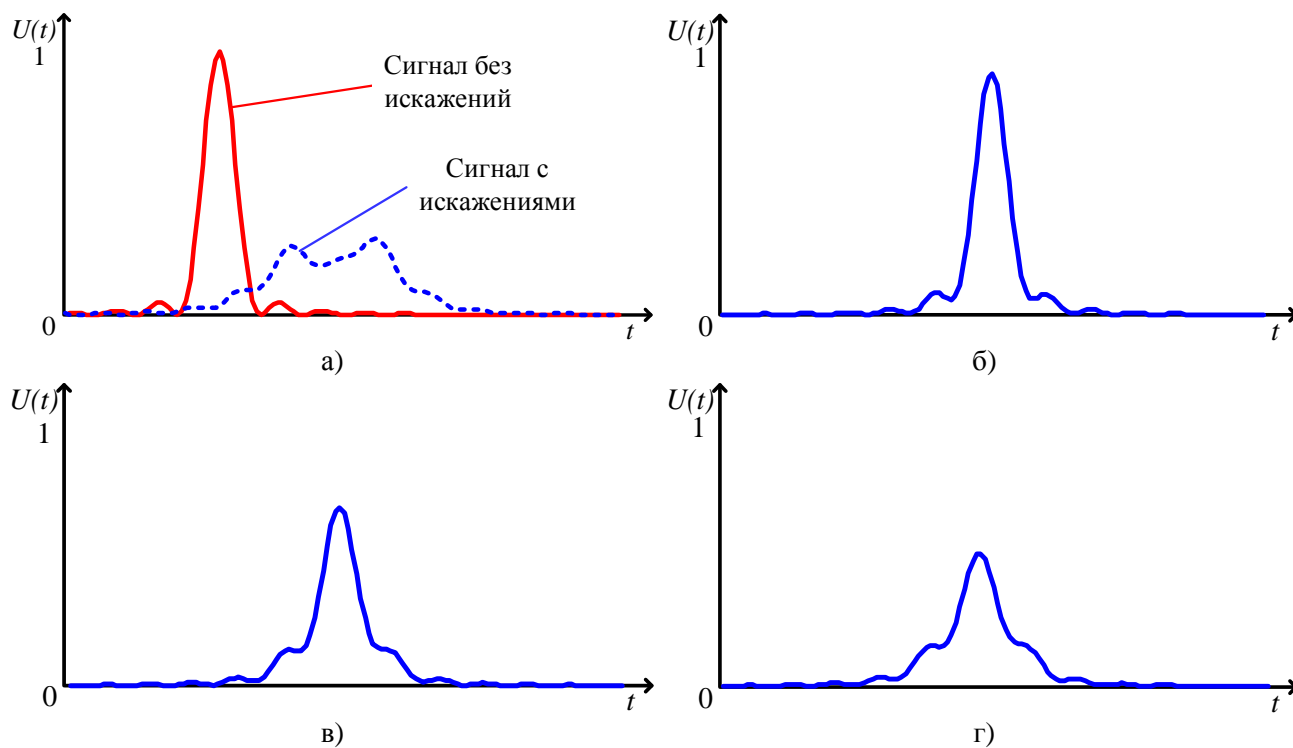 U(t)
1
Сигнал без
искажений
Сигнал с
искажениями
0
t
а)
U(t)
1
0
t
б)
U(t)
1
0
t
в)
U(t)
1
0
t
г)